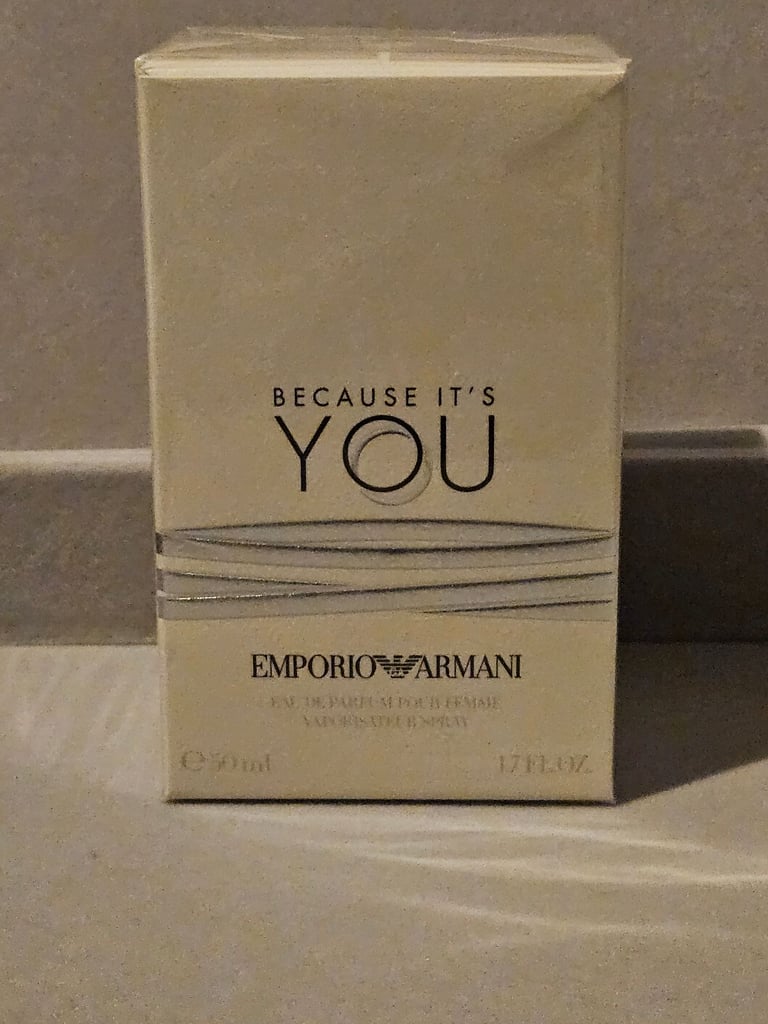 BECAUSE IT'S
YOU
EMPORIO ARMANI
EAU DE PARFUM POUR FEMME
VAPORISATEUR SPRAY
℮ 50 ml 1.7 FL.OZ.